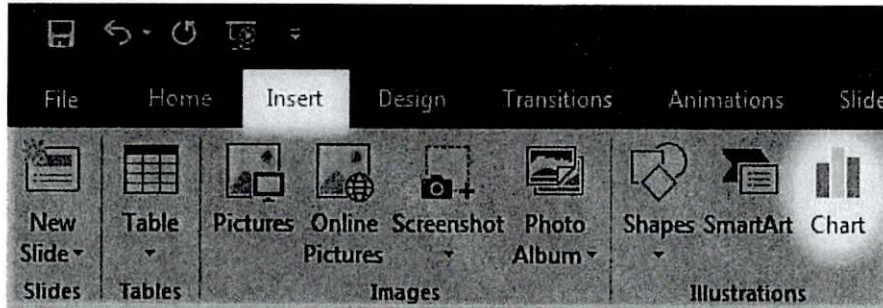 File Home Insert Design Transitions Animations Slide
New Slide Table Pictures Online Pictures Screenshot Photo Album Shapes SmartArt Chart
Slides Tables Images Illustrations